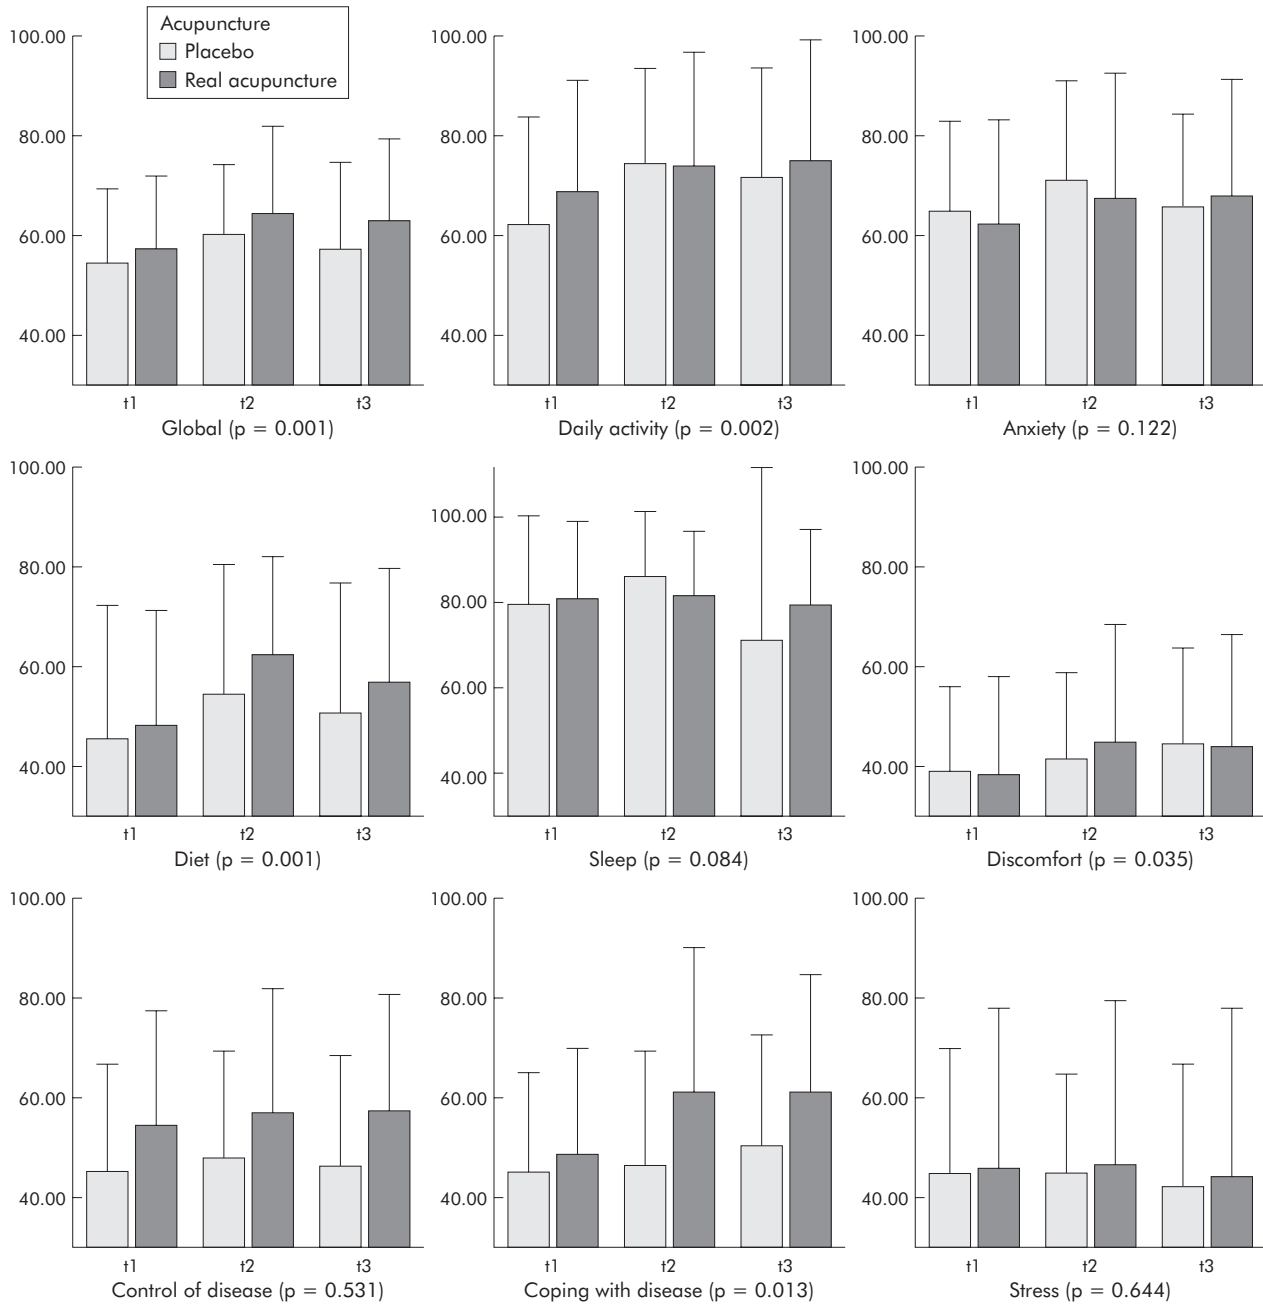 Acupuncture
Placebo
Real acupuncture
100.00
80.00
60.00
40.00
t1 t2 t3
Global (p = 0.001)
100.00
80.00
60.00
40.00
t1 t2 t3
Daily activity (p = 0.002)
100.00
80.00
60.00
40.00
t1 t2 t3
Anxiety (p = 0.122)
100.00
80.00
60.00
40.00
t1 t2 t3
Diet (p = 0.001)
100.00
80.00
60.00
40.00
t1 t2 t3
Sleep (p = 0.084)
100.00
80.00
60.00
40.00
t1 t2 t3
Discomfort (p = 0.035)
100.00
80.00
60.00
40.00
t1 t2 t3
Control of disease (p = 0.531)
100.00
80.00
60.00
40.00
t1 t2 t3
Coping with disease (p = 0.013)
100.00
80.00
60.00
40.00
t1 t2 t3
Stress (p = 0.644)